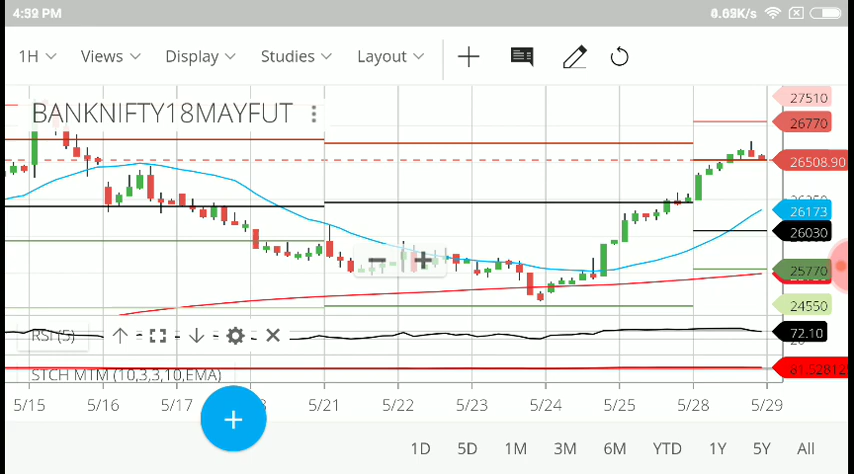 PM
K/s
1H Views Display Studies Layout
BANKNIFTY18MAYFUT
27510
26770
26508.90
26173
26030
25770
24550
RSI (5)
72.10
STCH MTM (10,3,3,10,EMA)
5/15 5/16 5/17 5/21 5/22 5/23 5/24 5/25 5/28 5/29
1D 5D 1M 3M 6M YTD 1Y 5Y All